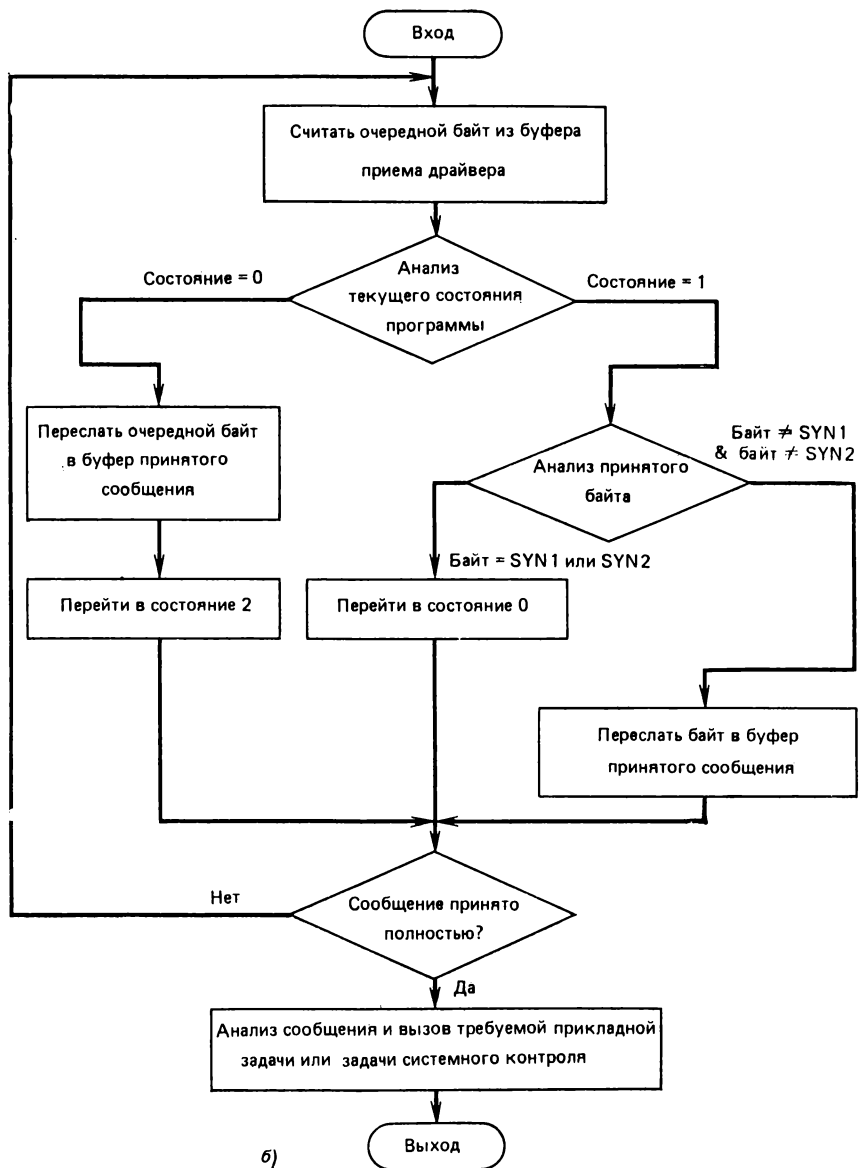 Вход
Считать очередной байт из буфера
приема драйвера
Анализ
текущего состояния
программы
Состояние = 0
Состояние = 1
Переслать очередной байт
в буфер принятого
сообщения
Байт ≠ SYN1
& байт ≠ SYN2
Анализ принятого
байта
Байт = SYN1 или SYN2
Перейти в состояние 2
Перейти в состояние 0
Переслать байт в буфер
принятого сообщения
Нет
Сообщение принято
полностью?
Да
Анализ сообщения и вызов требуемой прикладной
задачи или задачи системного контроля
Выход
б)